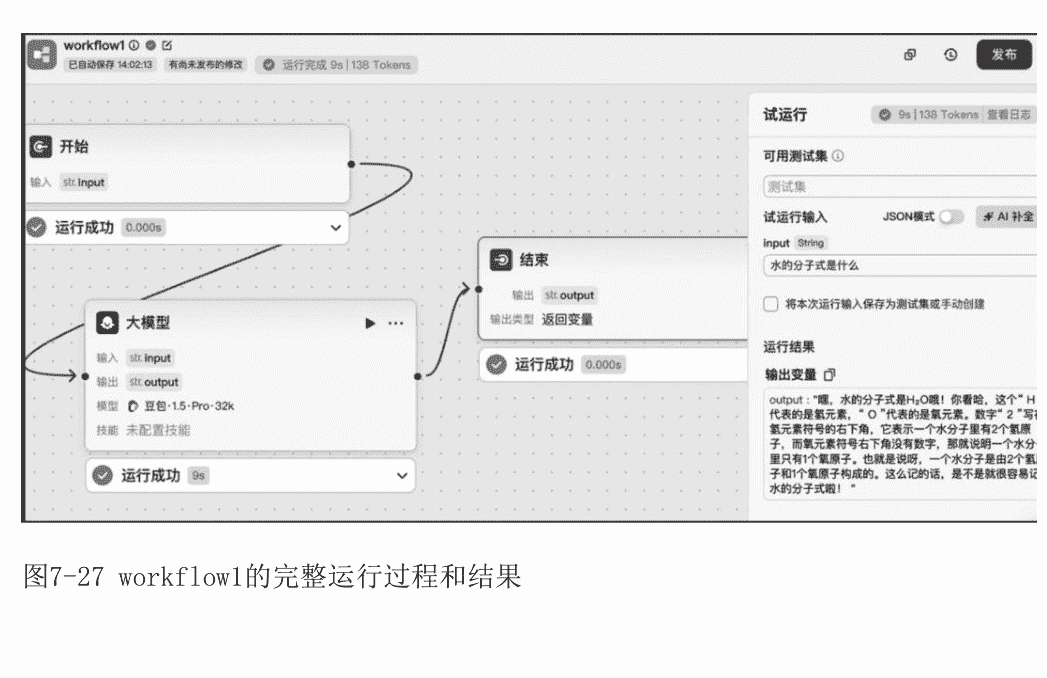 workflow1
已自动保存 14:02:13 有尚未发布的修改 运行完成 9s | 138 Tokens
发布
开始
输入 str. input
运行成功 0.000s
大模型
输入 str. input
输出 str. output
模型 豆包·1.5·Pro·32k
技能 未配置技能
运行成功 9s
结束
输出 str. output
输出类型 返回变量
运行成功 0.000s
试运行 9s | 138 Tokens 查看日志
可用测试集
测试集
试运行输入 JSON模式 AI 补全
input String
水的分子式是什么
将本次运行输入保存为测试集或手动创建
运行结果
输出变量
output : "嘿，水的分子式是H₂O哦！你看哈，这个“ H
代表的是氢元素，“ O ”代表的是氧元素。数字“ 2 ”写在
氢元素符号的右下角，它表示一个水分子里有2个氢原
子，而氧元素符号右下角没有数字，那就说明一个水分子
里只有1个氧原子。也就是说呀，一个水分子是由2个氢原
子和1个氧原子构成的。这么记的话，是不是就很容易记
水的分子式啦！ "
图7-27 workflow1的完整运行过程和结果